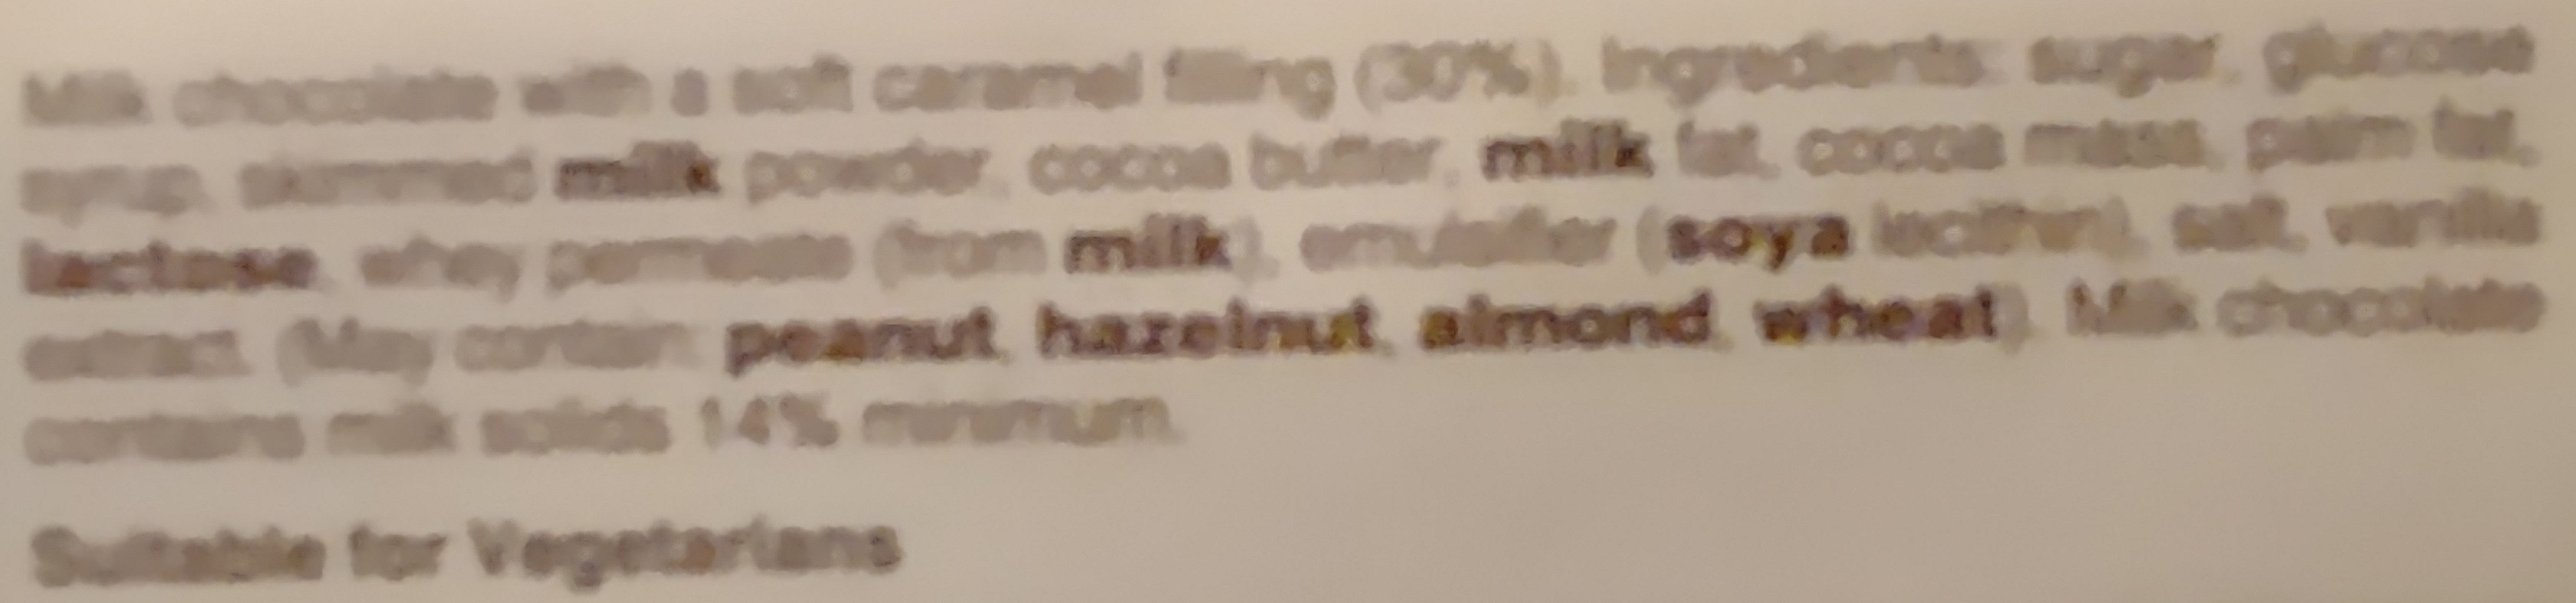 Milk chocolate with a soft caramel filling (30%). Ingredients: sugar, glucose
syrup, skimmed milk powder, cocoa butter, milk fat, cocoa mass, palm fat,
lactose, whey permeate (from milk), emulsifier (soya lecithin), salt, vanilla
extract. (May contain: peanut, hazelnut, almond, wheat). Milk chocolate
contains milk solids 14% minimum.
Suitable for Vegetarians